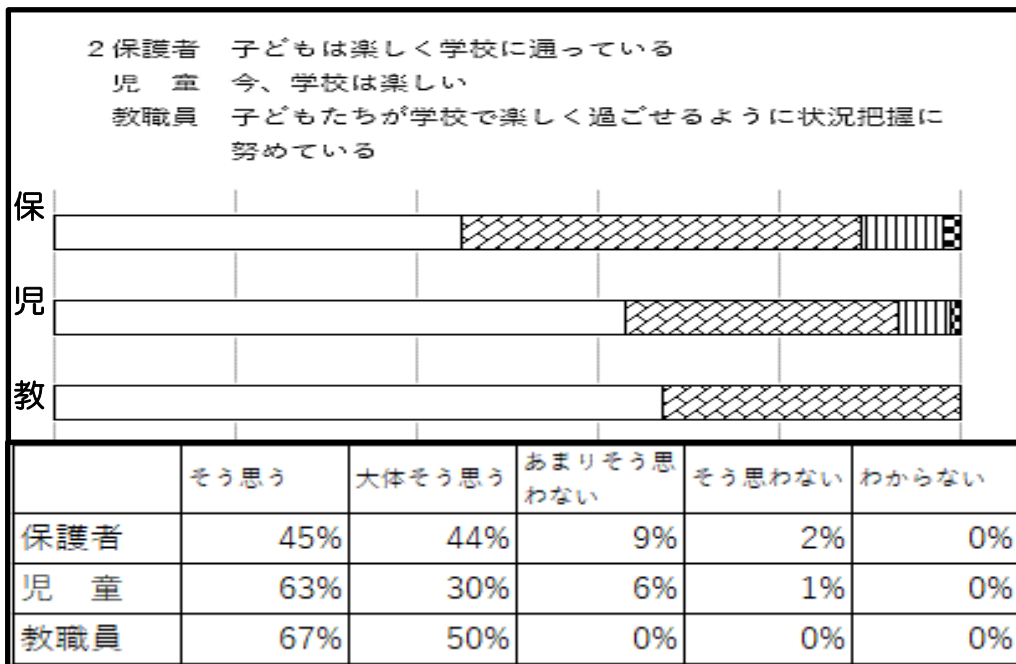 2保護者 子どもは楽しく学校に通っている
児 童 今、学校は楽しい
教職員 子どもたちが学校で楽しく過ごせるように状況把握に
努めている
保
児
教
そう思う 大体そう思う あまりそう思わない そう思わない わからない
保護者 45% 44% 9% 2% 0%
児 童 63% 30% 6% 1% 0%
教職員 67% 50% 0% 0% 0%